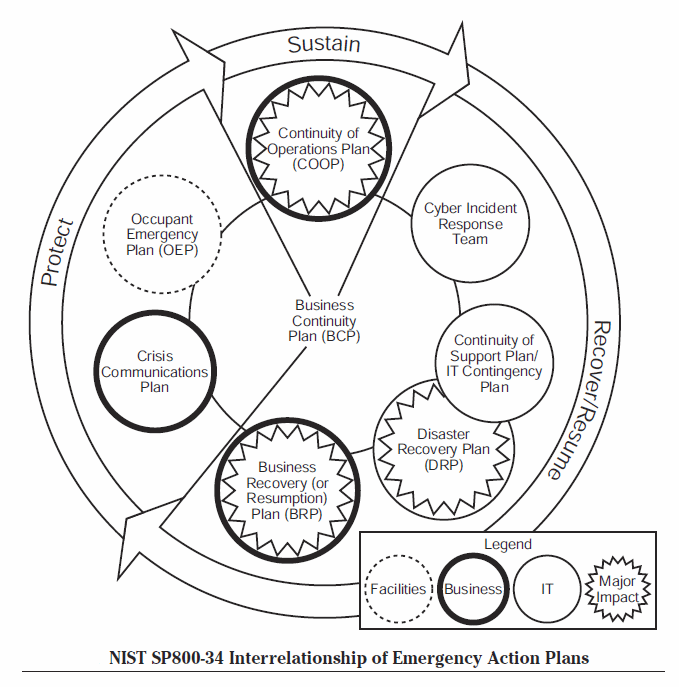 Sustain
Protect
Recover/Resume
Continuity of
Operations Plan
(COOP)
Occupant
Emergency
Plan (OEP)
Cyber Incident
Response
Team
Business
Continuity
Plan (BCP)
Crisis
Communications
Plan
Continuity of
Support Plan/
IT Contingency
Plan
Business
Recovery (or
Resumption)
Plan (BRP)
Disaster
Recovery Plan
(DRP)
Legend
Facilities
Business
IT
Major
Impact
NIST SP800-34 Interrelationship of Emergency Action Plans